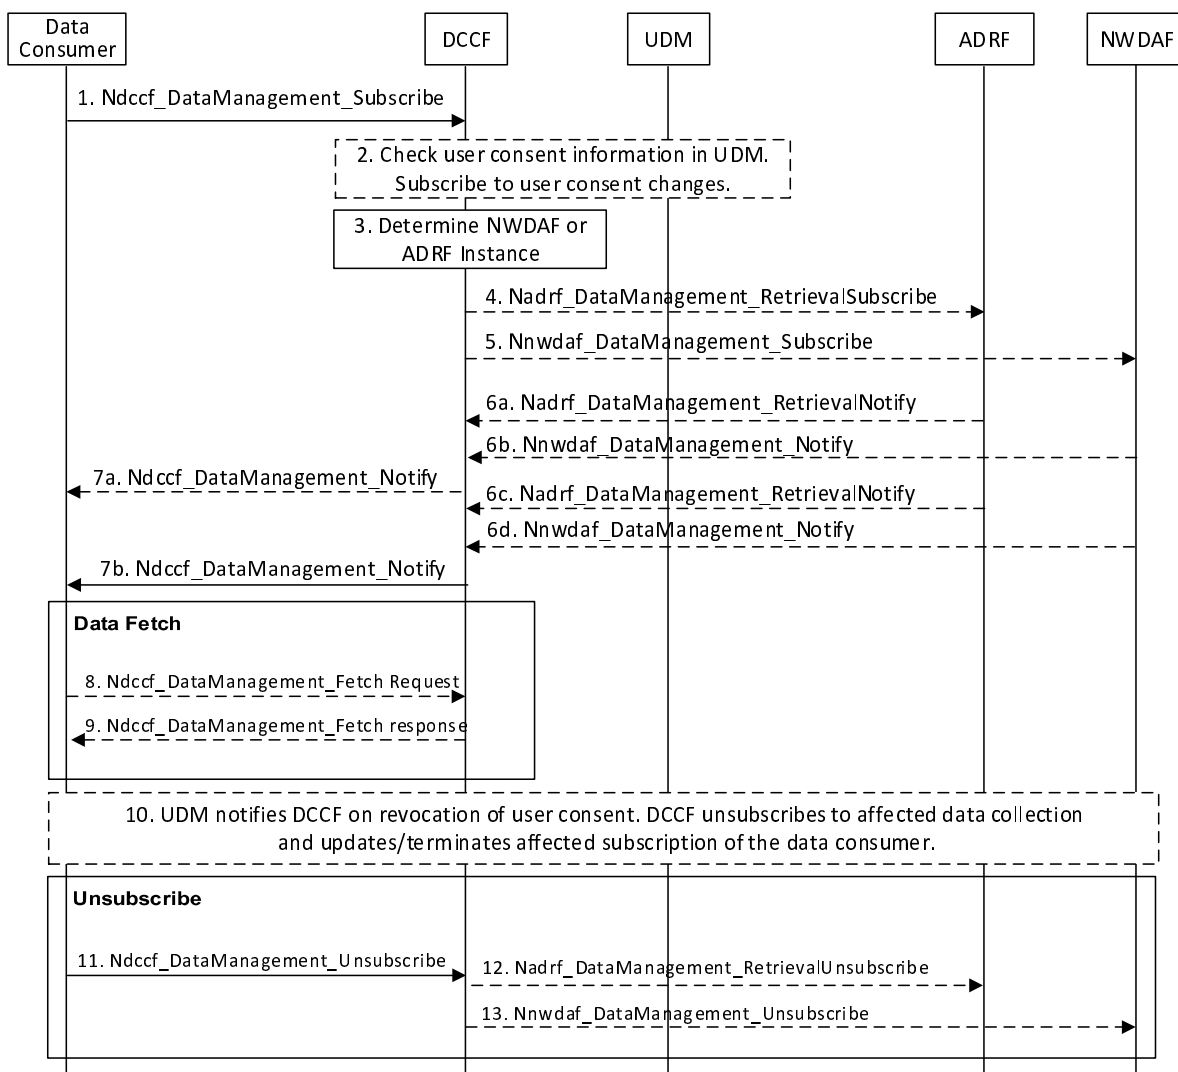 Data
Consumer
DCCF
UDM
ADRF
NWDAF
1. Ndccf_DataManagement_Subscribe
2. Check user consent information in UDM.
Subscribe to user consent changes.
3. Determine NWDAF or
ADRF Instance
4. Nadrf_DataManagement_RetrievalSubscribe
5. Nnwdaf_DataManagement_Subscribe
6a. Nadrf_DataManagement_RetrievalNotify
6b. Nnwdaf_DataManagement_Notify
7a. Ndccf_DataManagement_Notify
6c. Nadrf_DataManagement_RetrievalNotify
6d. Nnwdaf_DataManagement_Notify
7b. Ndccf_DataManagement_Notify
Data Fetch
8. Ndccf_DataManagement_Fetch Request
9. Ndccf_DataManagement_Fetch response
10. UDM notifies DCCF on revocation of user consent. DCCF unsubscribes to affected data collection
and updates/terminates affected subscription of the data consumer.
Unsubscribe
11. Ndccf_DataManagement_Unsubscribe
12. Nadrf_DataManagement_RetrievalUnsubscribe
13. Nnwdaf_DataManagement_Unsubscribe